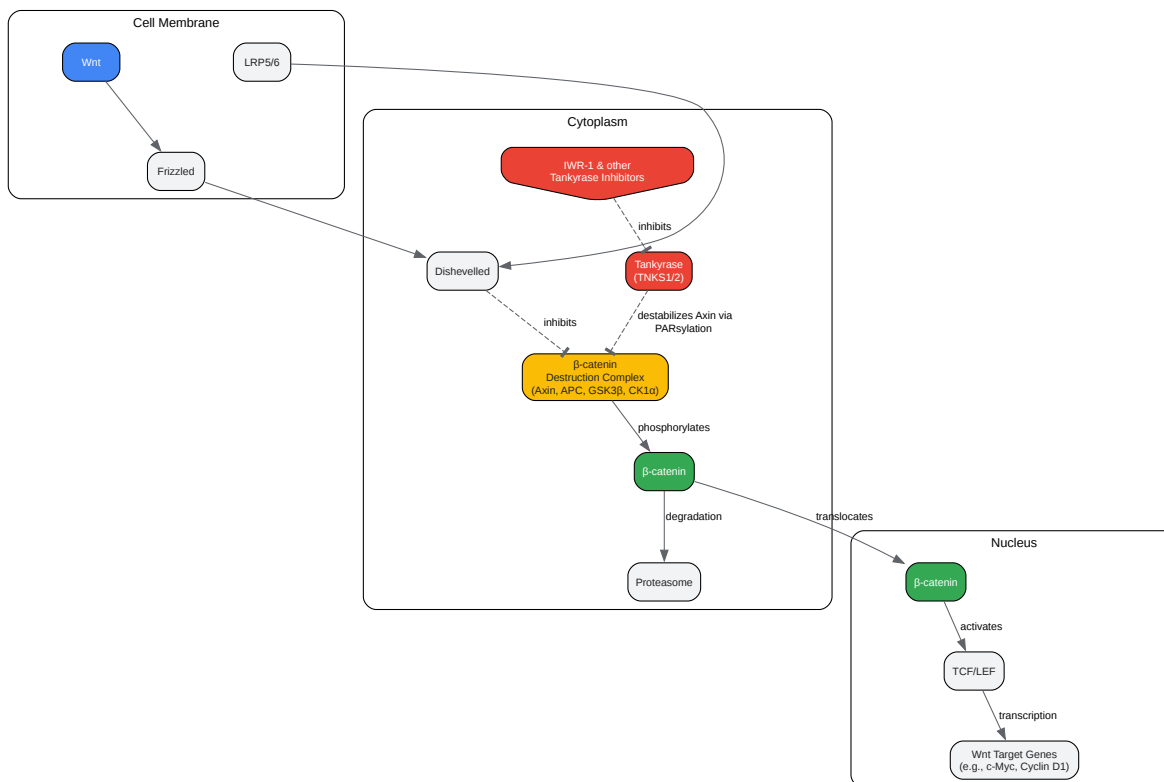 Cell Membrane
Wnt
LRP5/6
Frizzled
Cytoplasm
IWR-1 & other
Tankyrase Inhibitors
inhibits
Dishevelled
Tankyrase
(TNKS1/2)
inhibits
destabilizes Axin via
PARsylation
β-catenin
Destruction Complex
(Axin, APC, GSK3β, CK1α)
phosphorylates
β-catenin
degradation
translocates
Proteasome
Nucleus
β-catenin
activates
TCF/LEF
transcription
Wnt Target Genes
(e.g., c-Myc, Cyclin D1)